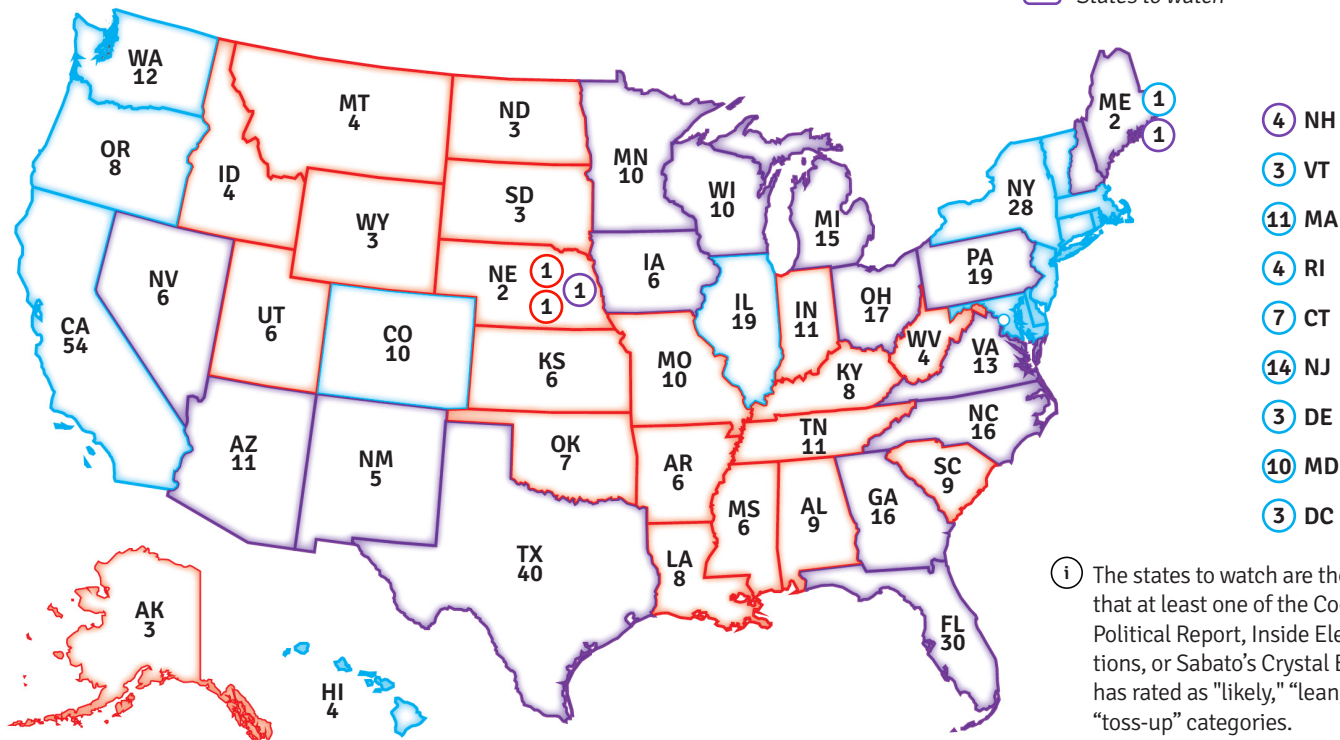 States to watch
WA
12
OR
8
CA
54
NV
6
ID
4
MT
4
WY
3
UT
6
CO
10
AZ
11
NM
5
ND
3
SD
3
NE
2
1
1
1
KS
6
OK
7
TX
40
MN
10
IA
6
MO
10
AR
6
LA
8
WI
10
IL
19
MI
15
IN
11
OH
17
KY
8
TN
11
MS
6
AL
9
GA
16
FL
30
SC
9
NC
16
VA
13
WV
4
PA
19
NY
28
ME
2
1
1
AK
3
HI
4
4 NH
3 VT
11 MA
4 RI
7 CT
14 NJ
3 DE
10 MD
3 DC
i The states to watch are
that at least one of the
Political Report, Inside
tions, or Sabato’s Crystal
has rated as "likely," “lean
“toss-up” categories.